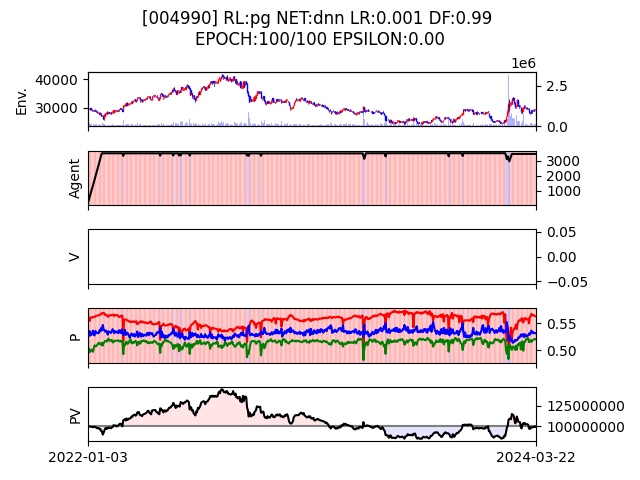 [004990] RL:pg NET:dnn LR:0.001 DF:0.99
EPOCH:100/100 EPSILON:0.00
1e6
Env.
40000
30000
2.5
0.0
Agent
3000
2000
1000
V
0.05
0.00
−0.05
P
0.55
0.50
PV
125000000
100000000
2022-01-03
2024-03-22